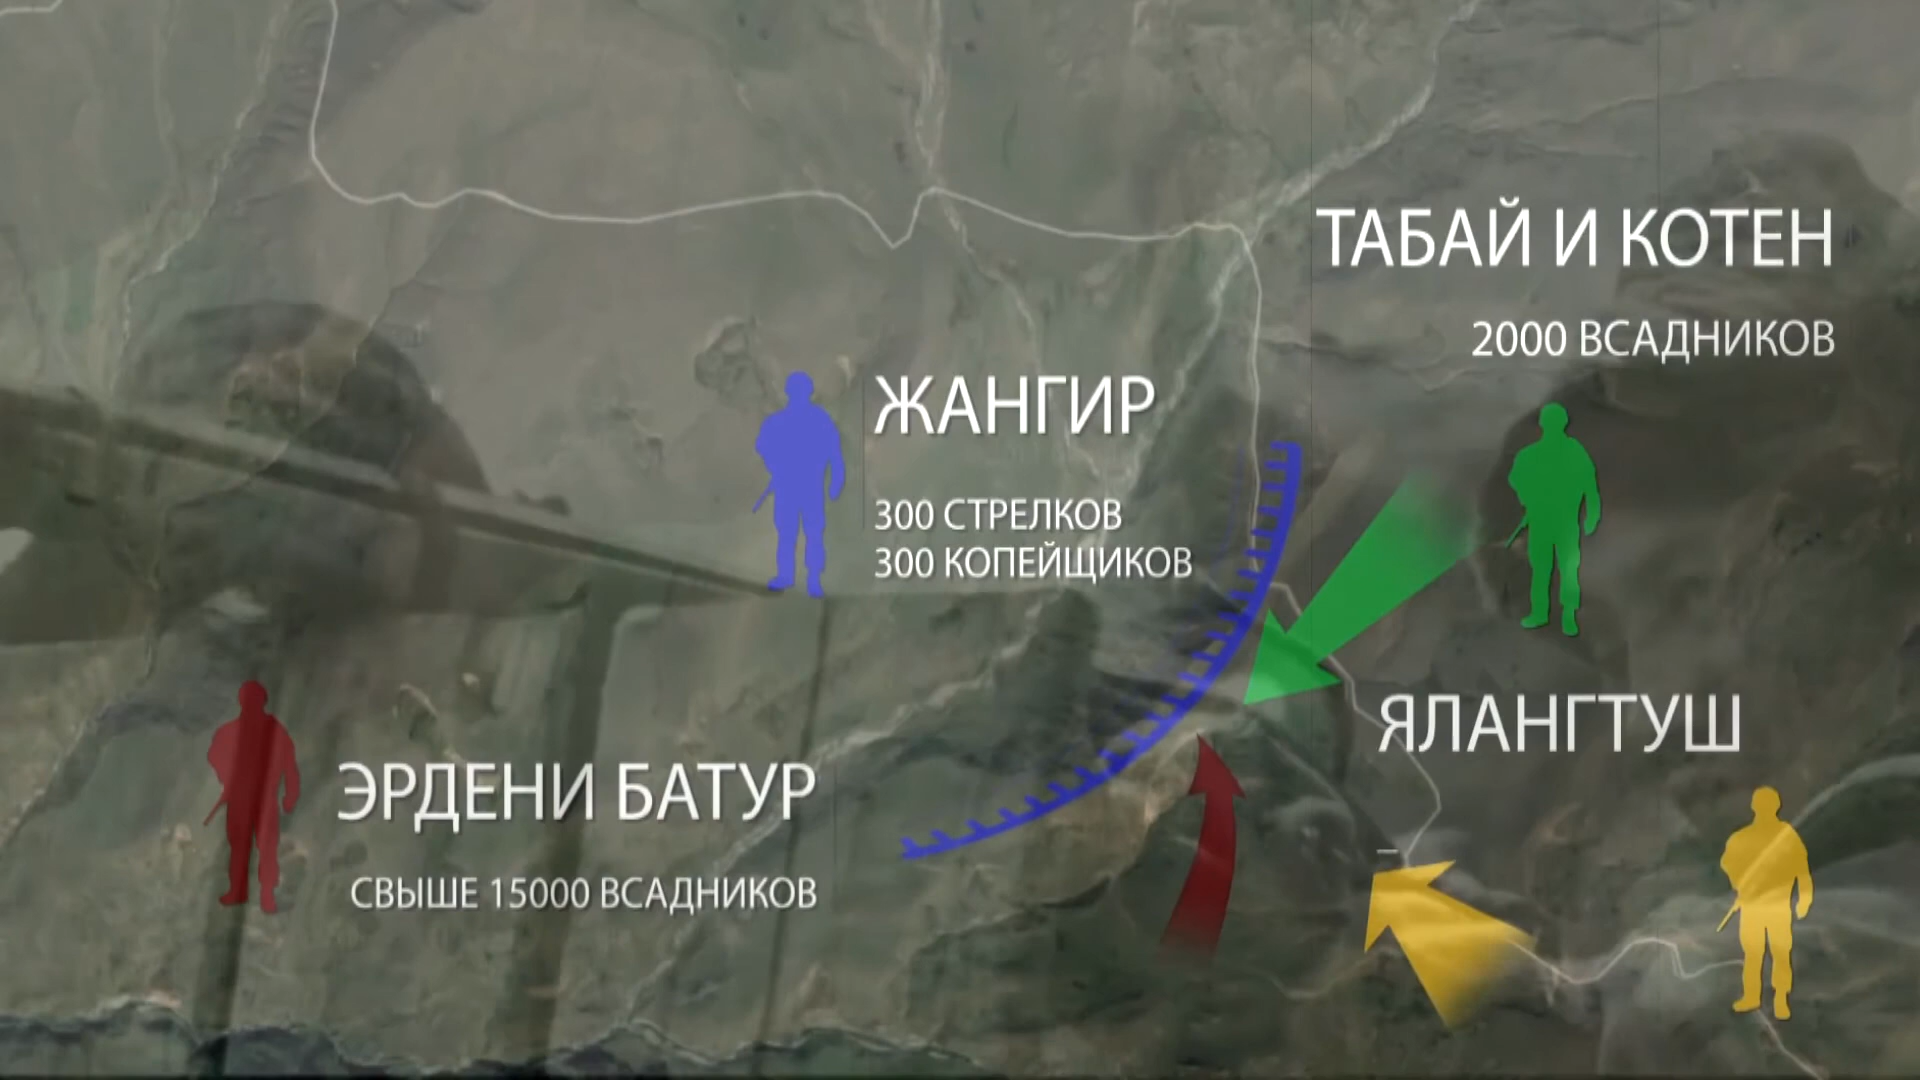 ТАБАЙ И КОТЕН
2000 ВСАДНИКОВ
ЖАНГИР
300 СТРЕЛКОВ
300 КОПЕЙЩИКОВ
ЯЛАНГТУШ
ЭРДЕНИ БАТУР
СВЫШЕ 15000 ВСАДНИКОВ